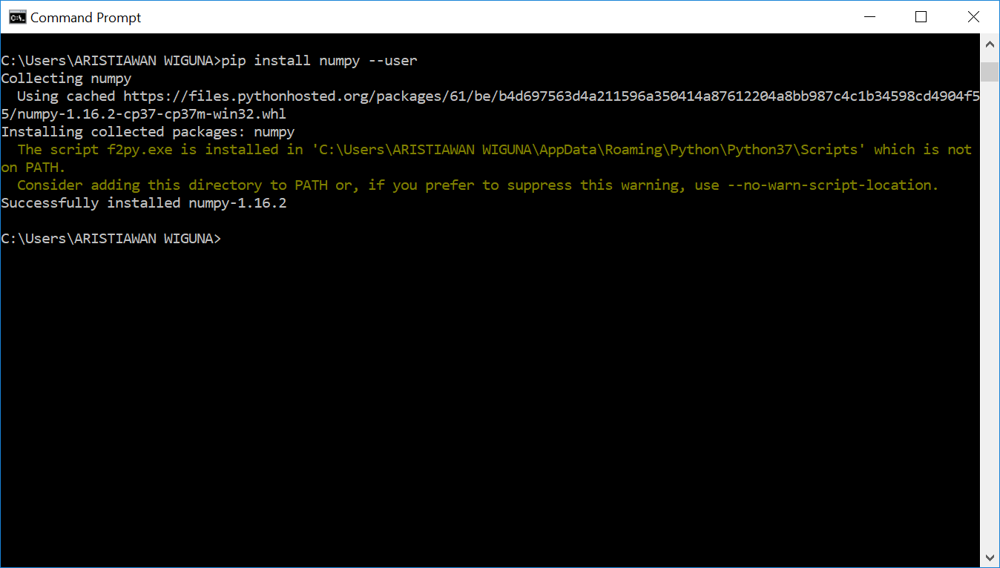 Command Prompt
C:\Users\ARISTIAWAN WIGUNA>pip install numpy --user
Collecting numpy
  Using cached https://files.pythonhosted.org/packages/61/be/b4d697563d4a211596a350414a87612204a8bb987c4c1b34598cd4904f5
5/numpy-1.16.2-cp37-cp37m-win32.whl
Installing collected packages: numpy
  The script f2py.exe is installed in 'C:\Users\ARISTIAWAN WIGUNA\AppData\Roaming\Python\Python37\Scripts' which is not
on PATH.
  Consider adding this directory to PATH or, if you prefer to suppress this warning, use --no-warn-script-location.
Successfully installed numpy-1.16.2
C:\Users\ARISTIAWAN WIGUNA>